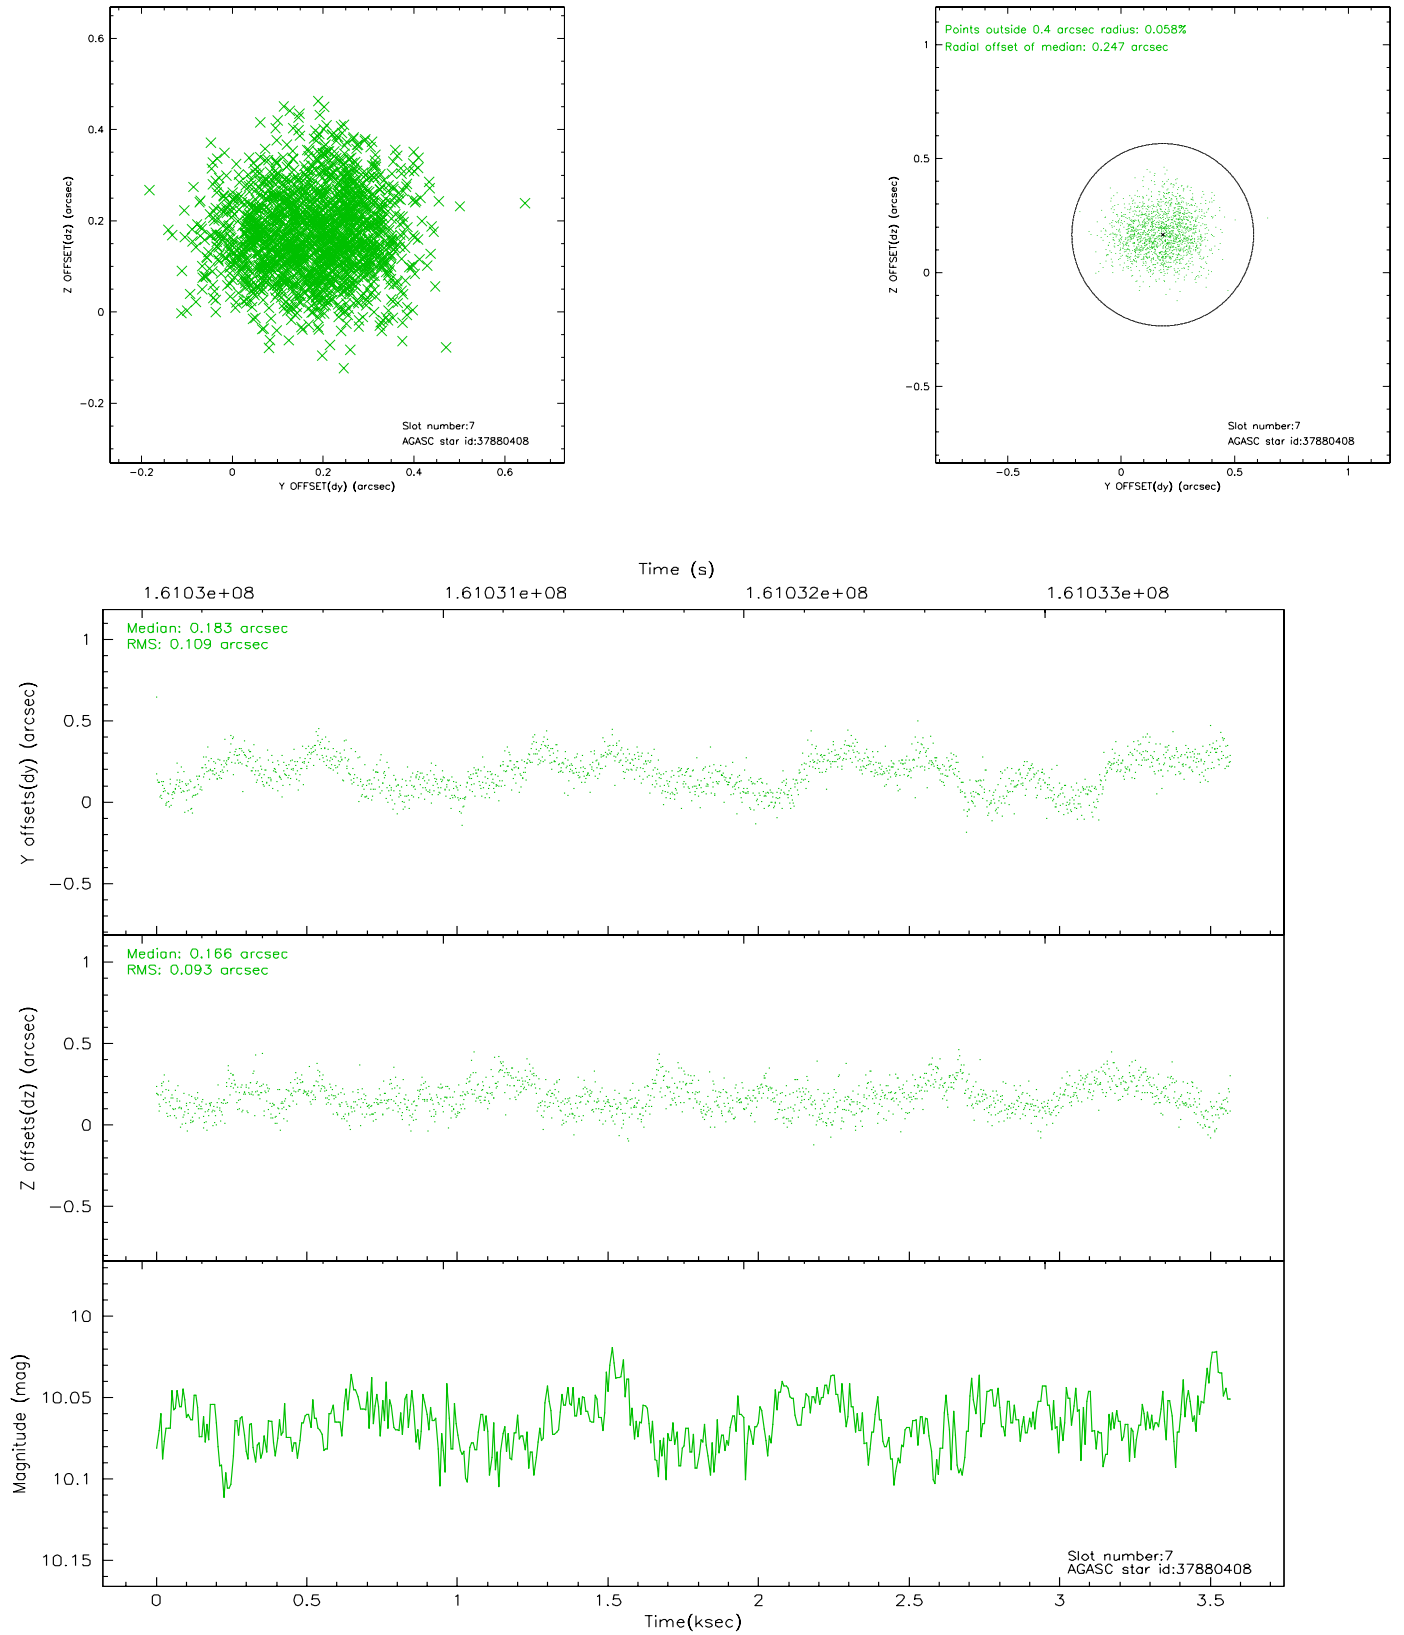 0.6
0.4
0.2
0
−0.2
Z OFFSET(dz) (arcsec)
Slot number:7
AGASC star id:37880408
−0.2 0 0.2 0.4 0.6
Y OFFSET(dy) (arcsec)
Points outside 0.4 arcsec radius: 0.058%
Radial offset of median: 0.247 arcsec
1
0.5
0
−0.5
Z OFFSET(dz) (arcsec)
Slot number:7
AGASC star id:37880408
−0.5 0 0.5 1
Y OFFSET(dy) (arcsec)
Time (s)
1.6103e+08 1.61031e+08 1.61032e+08 1.61033e+08
Median: 0.183 arcsec
RMS: 0.109 arcsec
1
0.5
0
−0.5
Y offsets(dy) (arcsec)
Median: 0.166 arcsec
RMS: 0.093 arcsec
1
0.5
0
−0.5
Z offsets(dz) (arcsec)
10
10.05
10.1
10.15
Magnitude (mag)
Slot number:7
AGASC star id:37880408
0 0.5 1 1.5 2 2.5 3 3.5
Time(ksec)